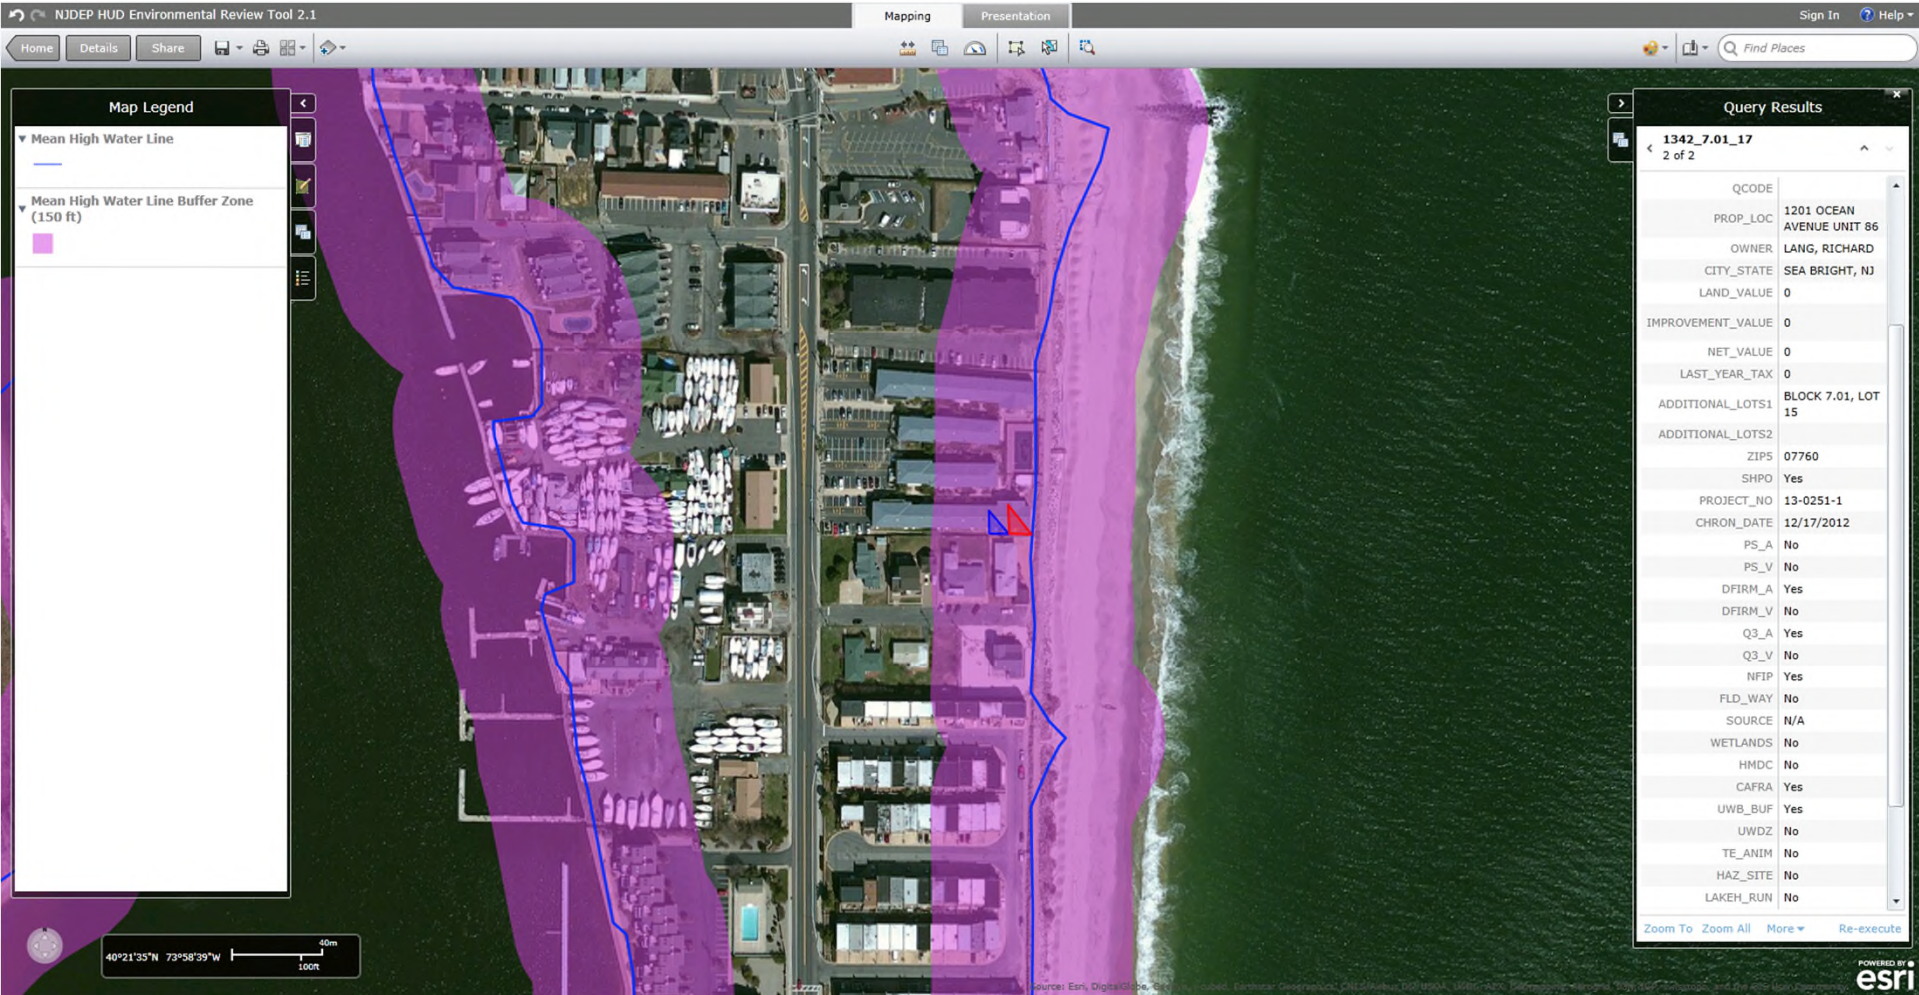 NJDEP HUD Environmental Review Tool 2.1
Mapping
Presentation
Sign In
Help
Home
Details
Share
Find Places
Map Legend
Mean High Water Line
Mean High Water Line Buffer Zone
(150 ft)
Query Results
1342_7.01_17
2 of 2
QCODE
PROP_LOC 1201 OCEAN
AVENUE UNIT 86
OWNER LANG, RICHARD
CITY_STATE SEA BRIGHT, NJ
LAND_VALUE 0
IMPROVEMENT_VALUE 0
NET_VALUE 0
LAST_YEAR_TAX 0
ADDITIONAL_LOTS1 BLOCK 7.01, LOT
15
ADDITIONAL_LOTS2
ZIP5 07760
SHPO Yes
PROJECT_NO 13-0251-1
CHRON_DATE 12/17/2012
PS_A No
PS_V No
DFIRM_A Yes
DFIRM_V No
Q3_A Yes
Q3_V No
NFIP Yes
FLD_WAY No
SOURCE N/A
WETLANDS No
HMDC No
CAFRA Yes
UWB_BUF Yes
UWDZ No
TE_ANIM No
HAZ_SITE No
LAKEH_RUN No
Zoom To Zoom All More Re-execute
40°21'35"N 73°58'39"W
40m
100ft
POWERED BY
esri
Sources: Esri, DigitalGlobe,